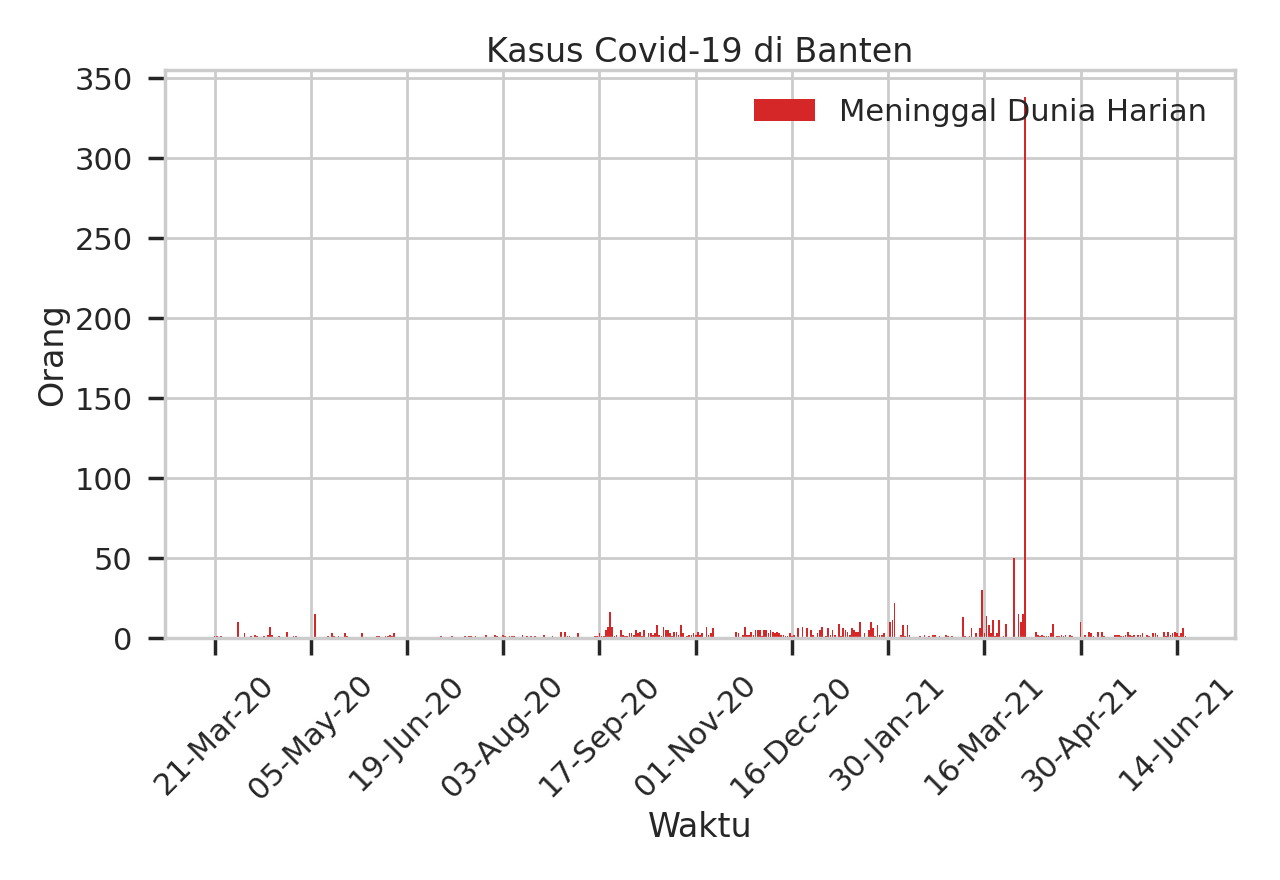 Kasus Covid-19 di Banten
Meninggal Dunia Harian
Orang
350
300
250
200
150
100
50
0
21-Mar-20
05-May-20
19-Jun-20
03-Aug-20
17-Sep-20
01-Nov-20
16-Dec-20
30-Jan-21
16-Mar-21
30-Apr-21
14-Jun-21
Waktu